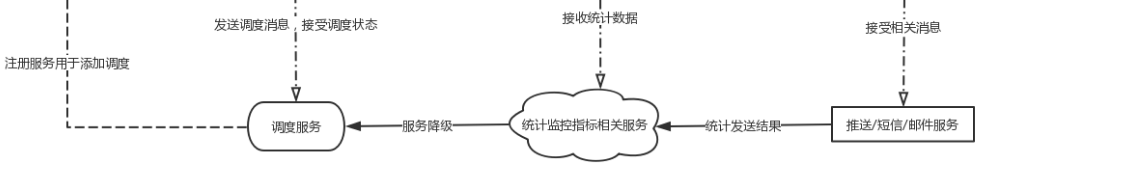 接收统计数据
发送调度消息，接受调度状态
接受相关消息
注册服务用于添加调度
调度服务
服务降级
统计监控指标相关服务
统计发送结果
推送/短信/邮件服务